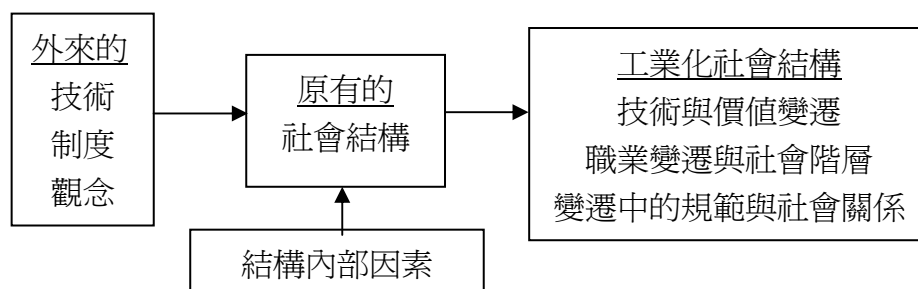 外來的
技術
制度
觀念
原有的
社會結構
結構內部因素
工業化社會結構
技術與價值變遷
職業變遷與社會階層
變遷中的規範與社會關係